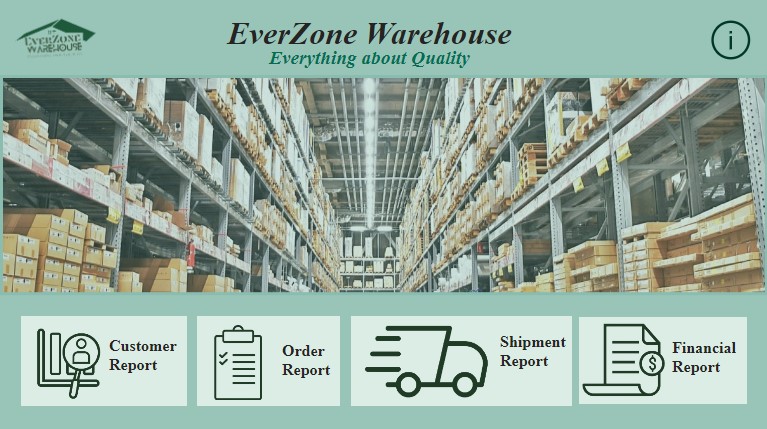 EverZone Warehouse
Everything about Quality
EVERZONE
WAREHOUSE
i
Customer
Report
Order
Report
Shipment
Report
$
Financial
Report